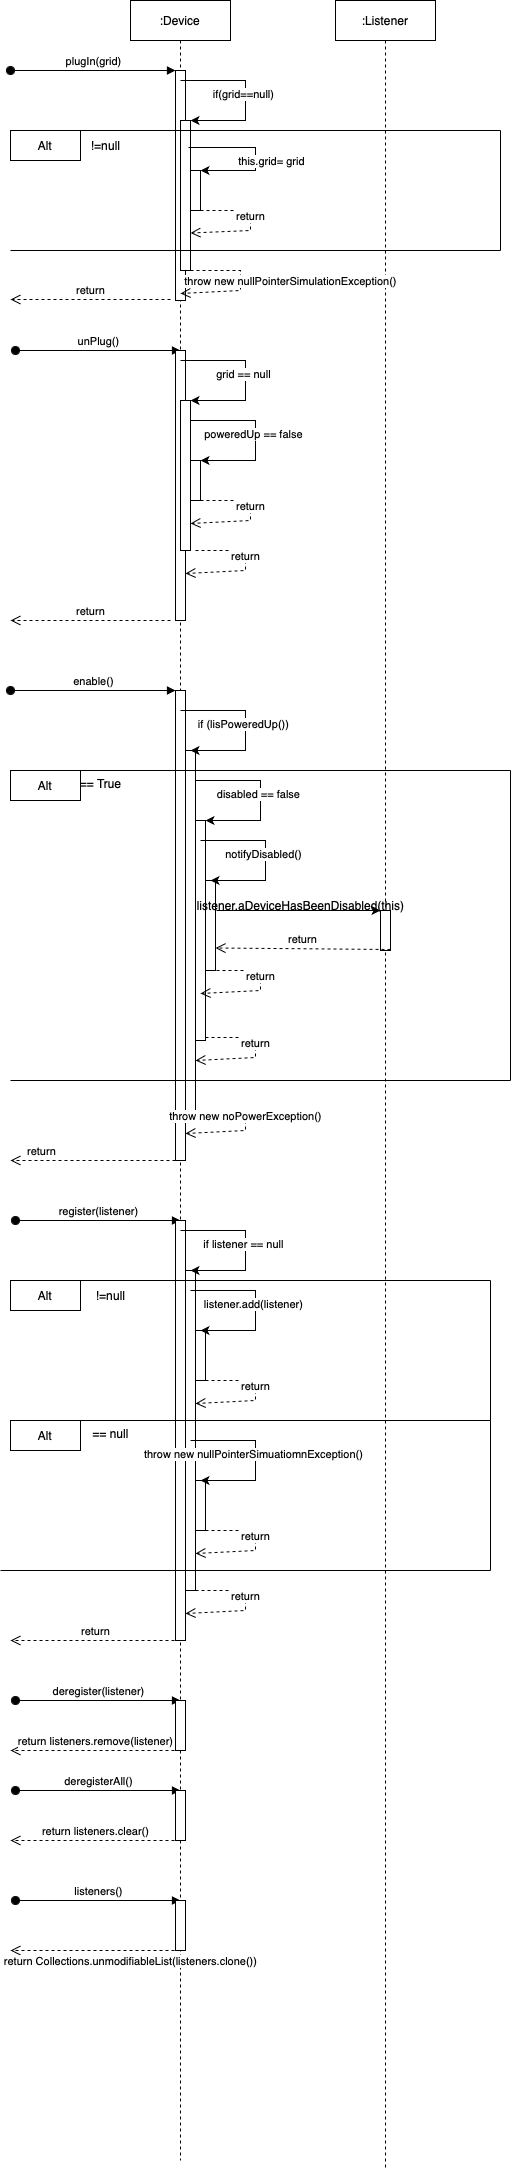 :Device
:Listener
plugIn(grid)
if(grid==null)
Alt
!=null
this.grid= grid
return
throw new nullPointerSimulationException()
return
unPlug()
grid == null
poweredUp == false
return
return
return
enable()
if (lisPoweredUp())
Alt
== True
disabled == false
notifyDisabled()
listener.aDeviceHasBeenDisabled(this)
return
return
return
throw new noPowerException()
return
register(listener)
if listener == null
Alt
!=null
listener.add(listener)
return
Alt
== null
throw new nullPointerSimuatiomnException()
return
return
return
deregister(listener)
return listeners.remove(listener)
deregisterAll()
return listeners.clear()
listeners()
return Collections.unmodifiableList(listeners.clone())